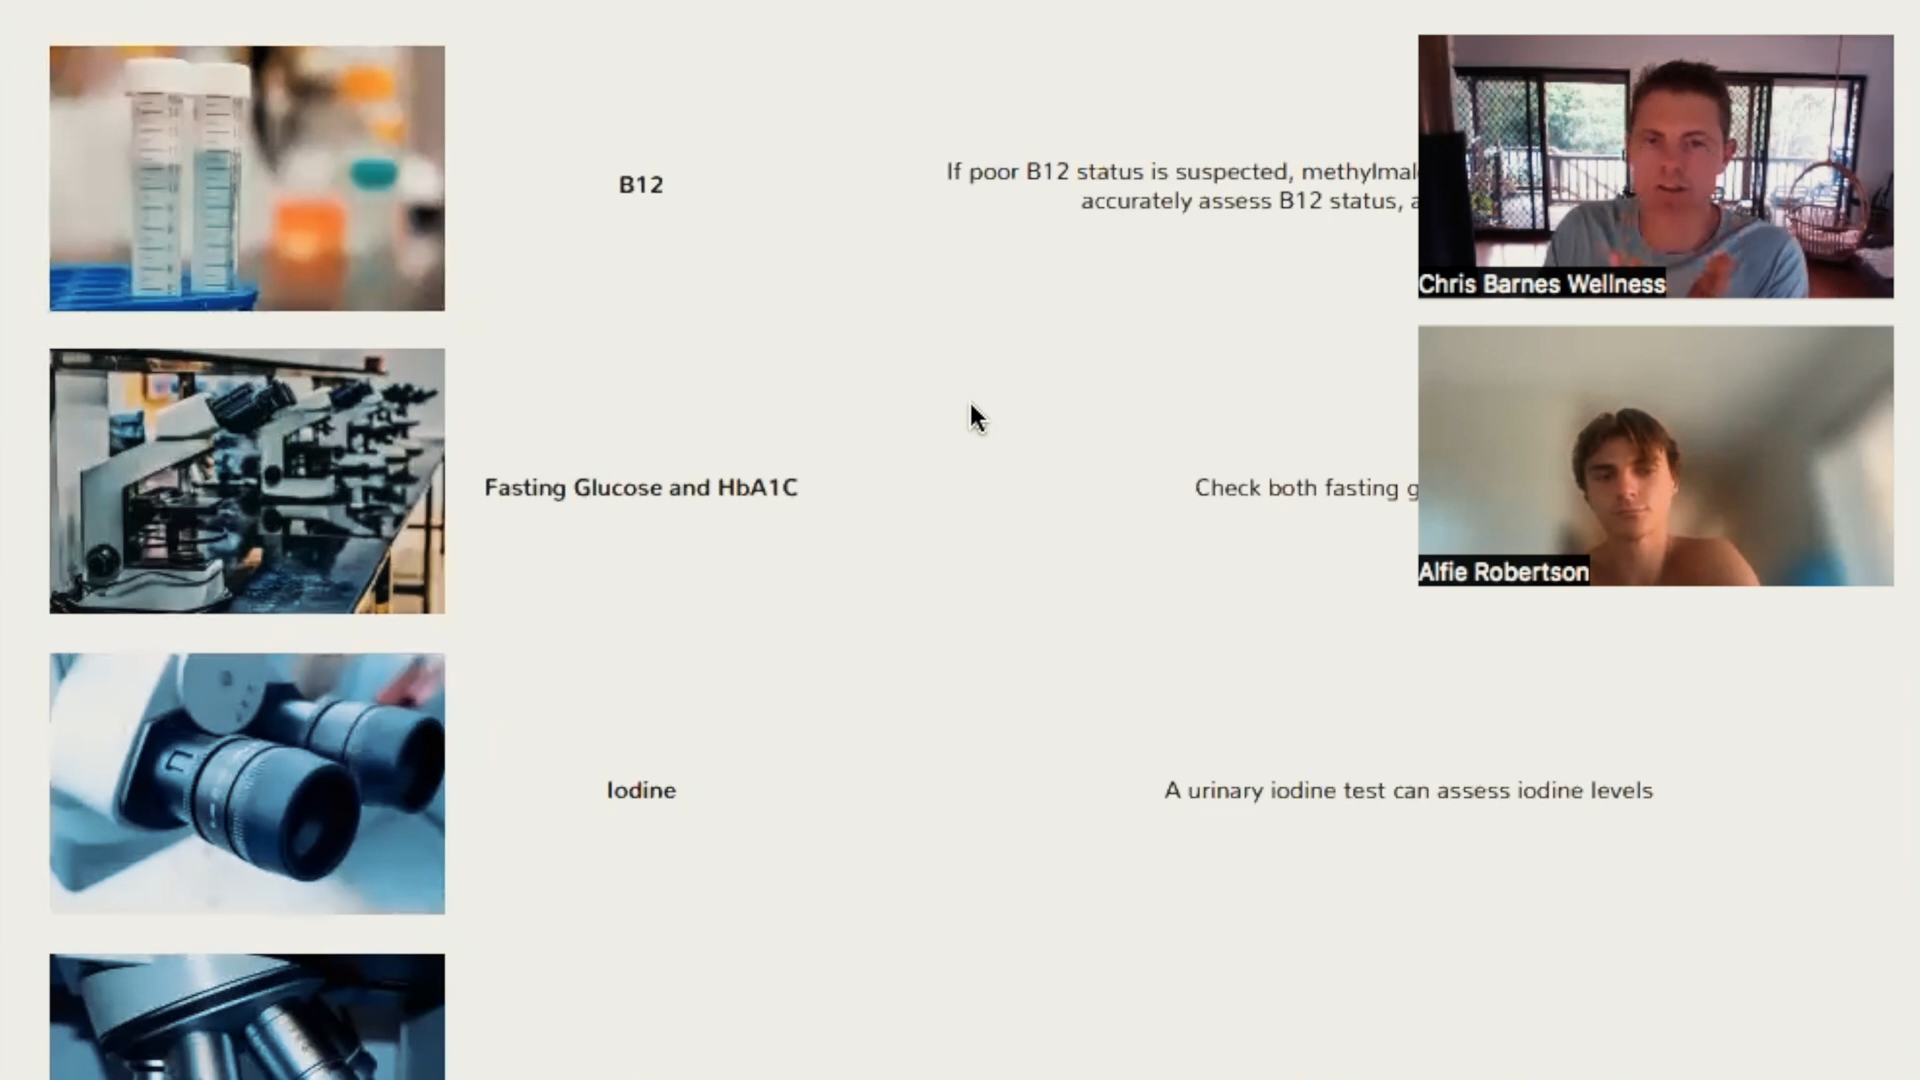 B12
If poor B12 status is suspected, methylmal
accurately assess B12 status, a
Chris Barnes Wellness
Fasting Glucose and HbA1C
Check both fasting g
Alfie Robertson
Iodine
A urinary iodine test can assess iodine levels